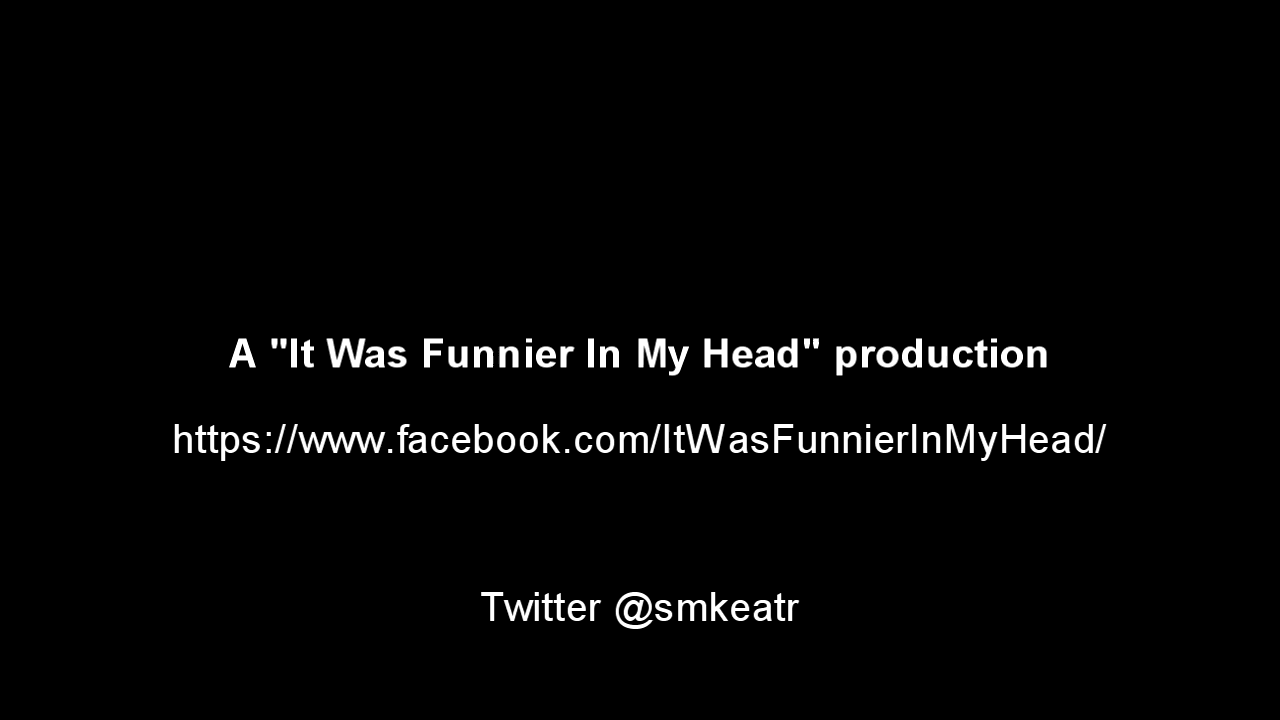 A "It Was Funnier In My Head" production
https://www.facebook.com/ItWasFunnierInMyHead/
Twitter @smkeatr